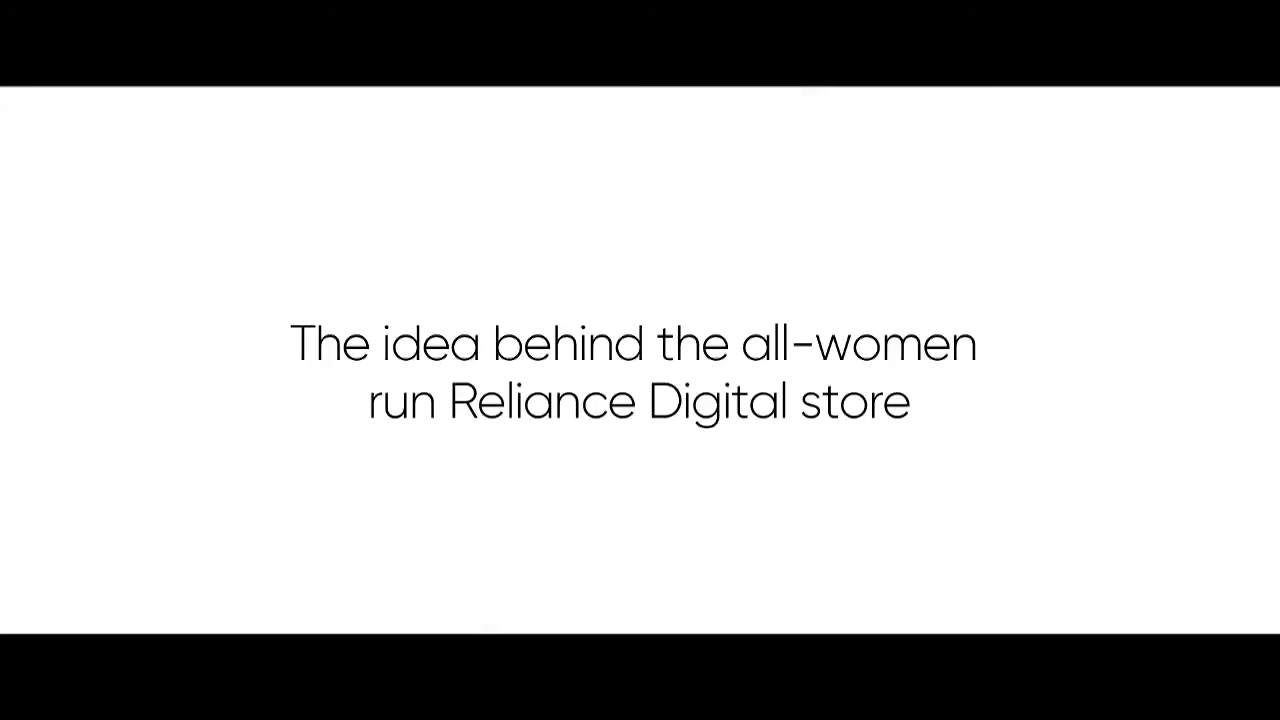 The idea behind the all-women
run Reliance Digital store